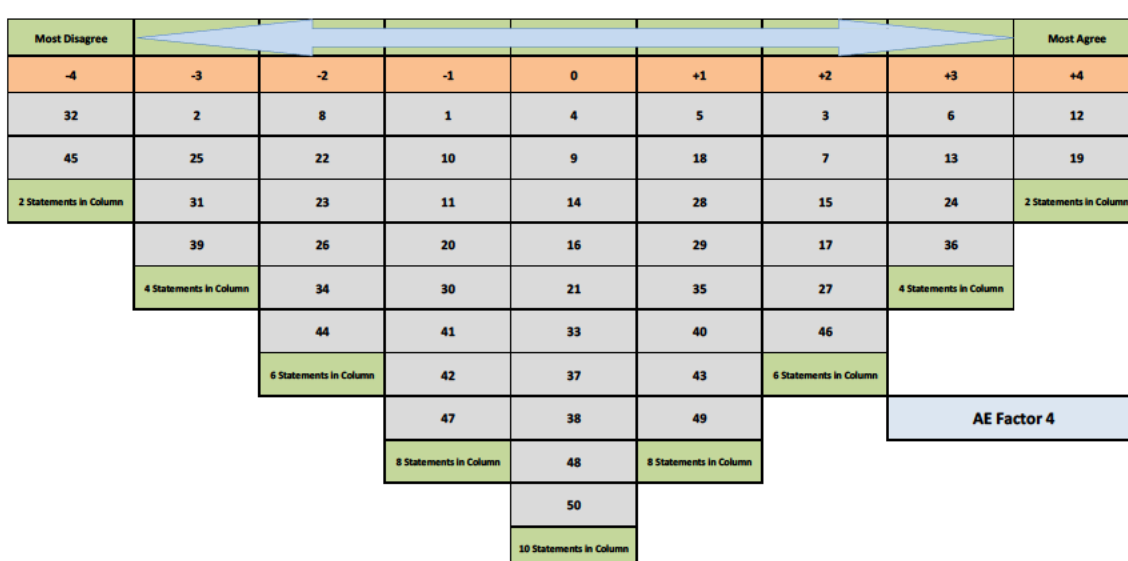 Most Disagree Most Agree
-4 -3 -2 -1 0 +1 +2 +3 +4
32 2 8 1 4 5 3 6 12
45 25 22 10 9 18 7 13 19
2 Statements in Column 31 23 11 14 28 15 24 2 Statements in Column
39 26 20 16 29 17 36
4 Statements in Column 34 30 21 35 27 4 Statements in Column
44 41 33 40 46
6 Statements in Column 42 37 43 6 Statements in Column
47 38 49 AE Factor 4
8 Statements in Column 48 8 Statements in Column
50
10 Statements in Column